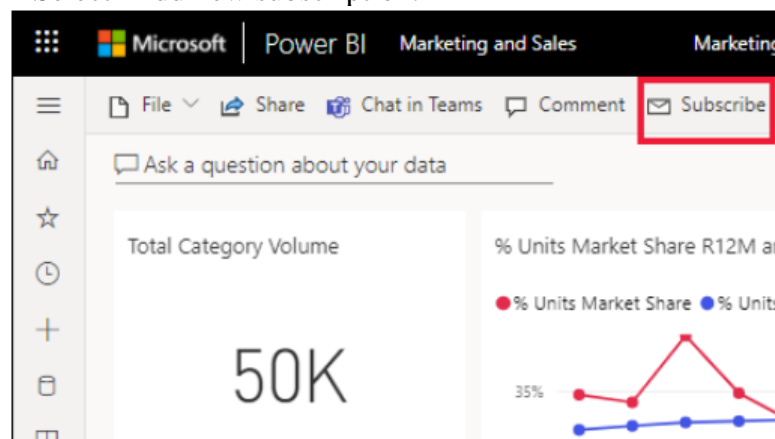 Microsoft Power BI Marketing and Sales Marketing
File Share Chat in Teams Comment Subscribe
Ask a question about your data
Total Category Volume % Units Market Share R12M
% Units Market Share % Units
50K
35%